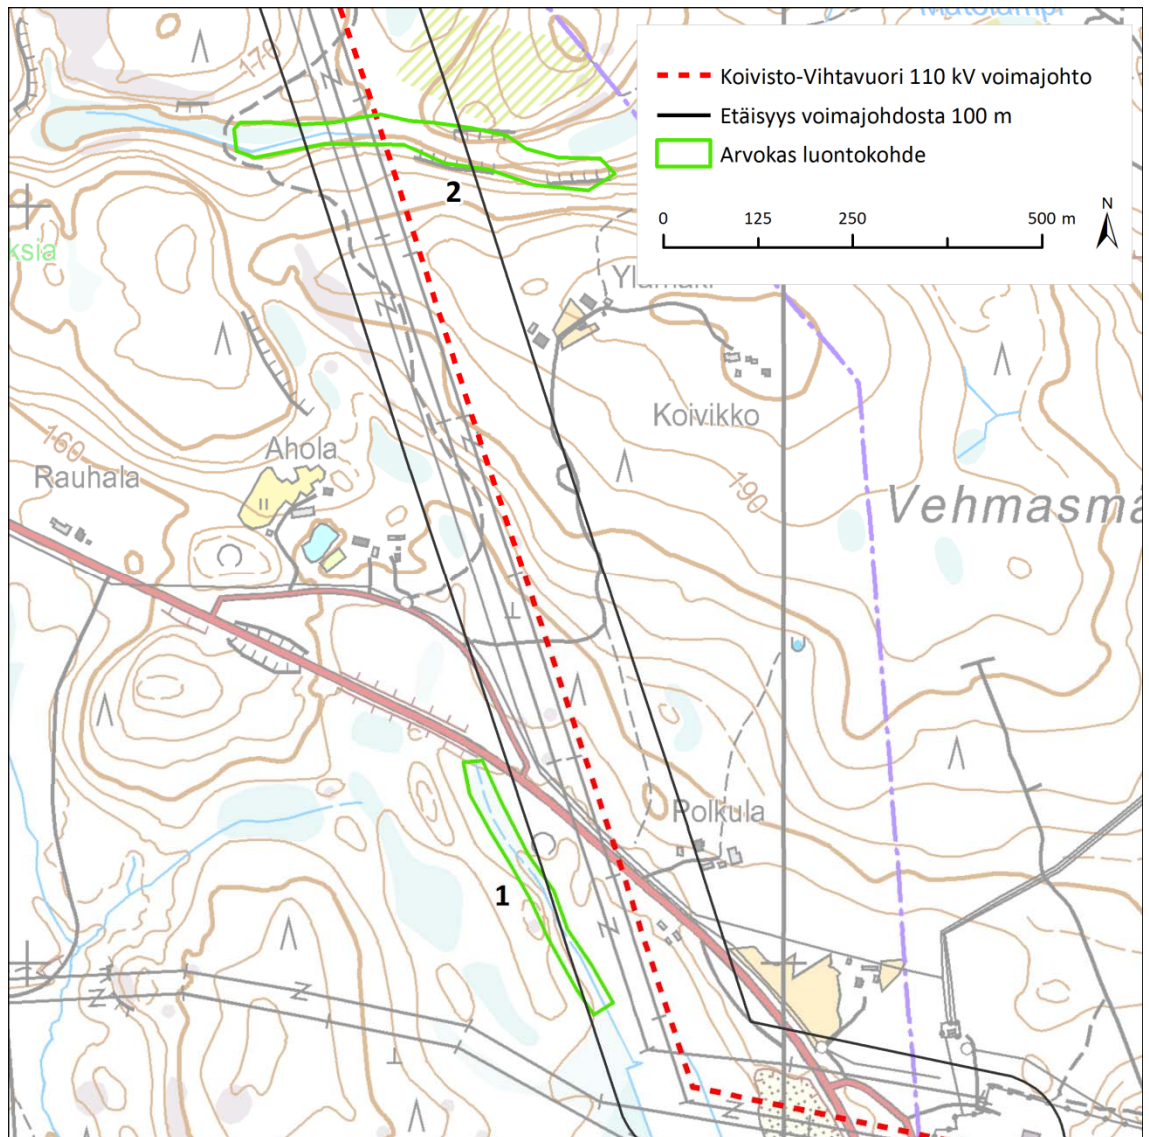 Koivisto-Vihtavuori 110 kV voimajohto
Etäisyys voimajohdosta 100 m
Arvokas luontokohde
0 125 250 500 m
N
170
2
ksia
Koivikko
160
Ahola
Rauhala
190
Vehmasmä
Polkula
1